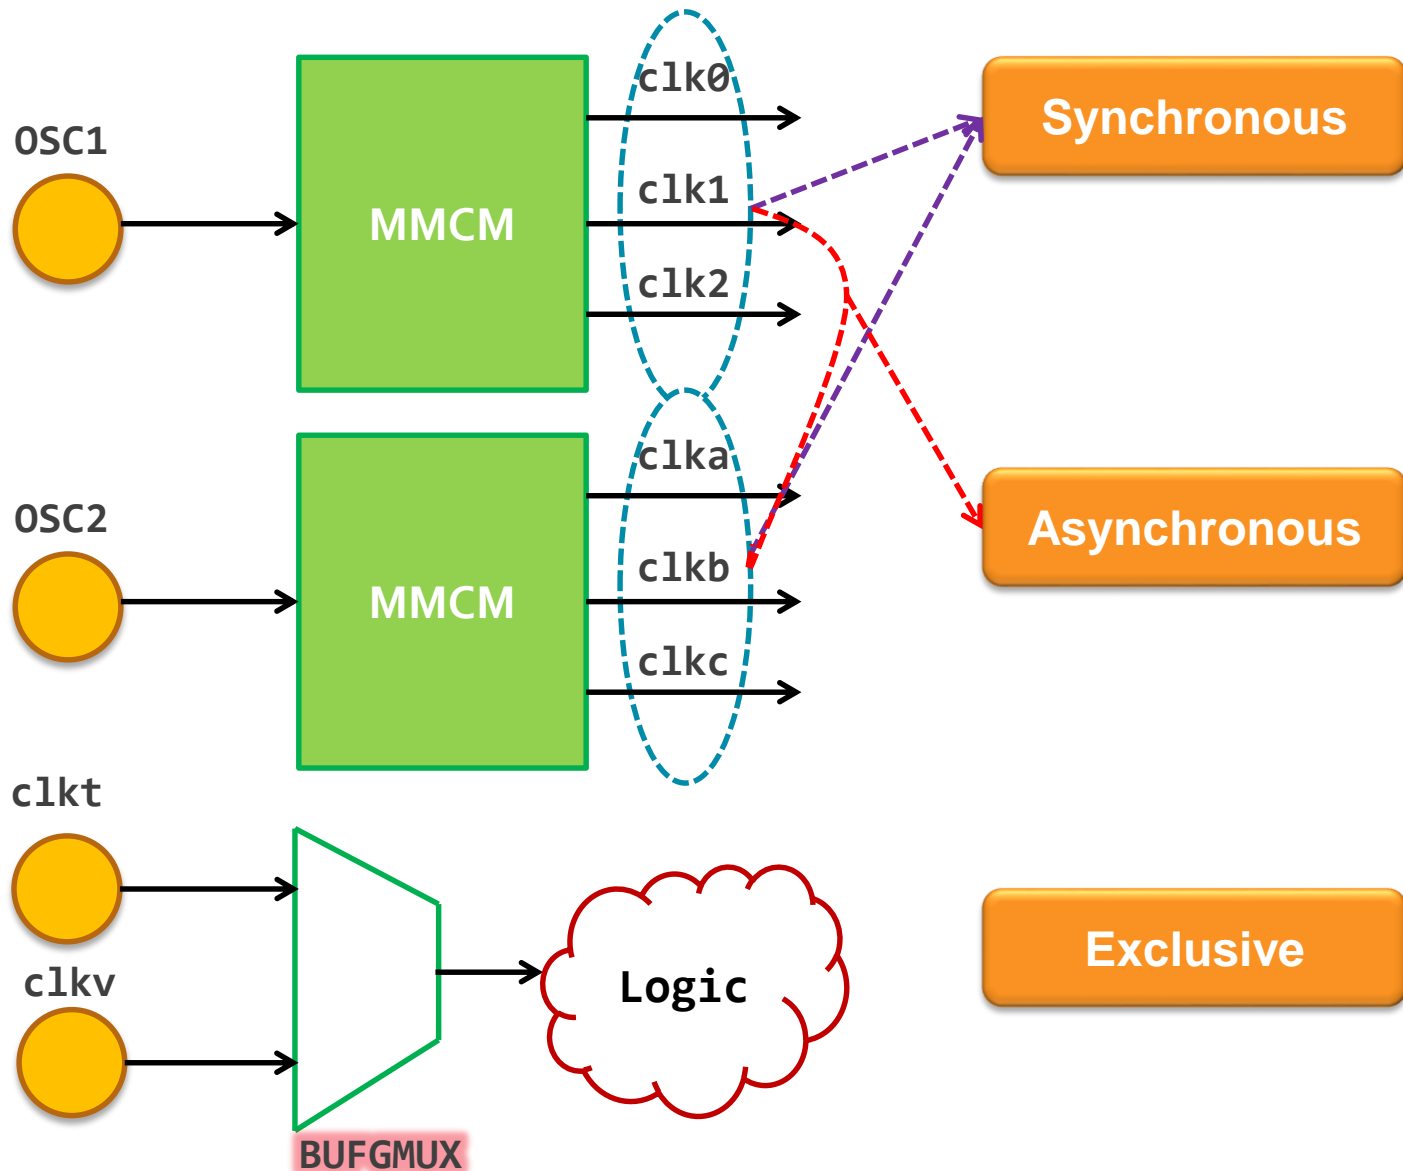 clk0
Synchronous
OSC1
clk1
MMCM
clk2
clka
OSC2
Asynchronous
clkb
MMCM
clkc
clkt
Exclusive
clkv
Logic
BUFGMUX